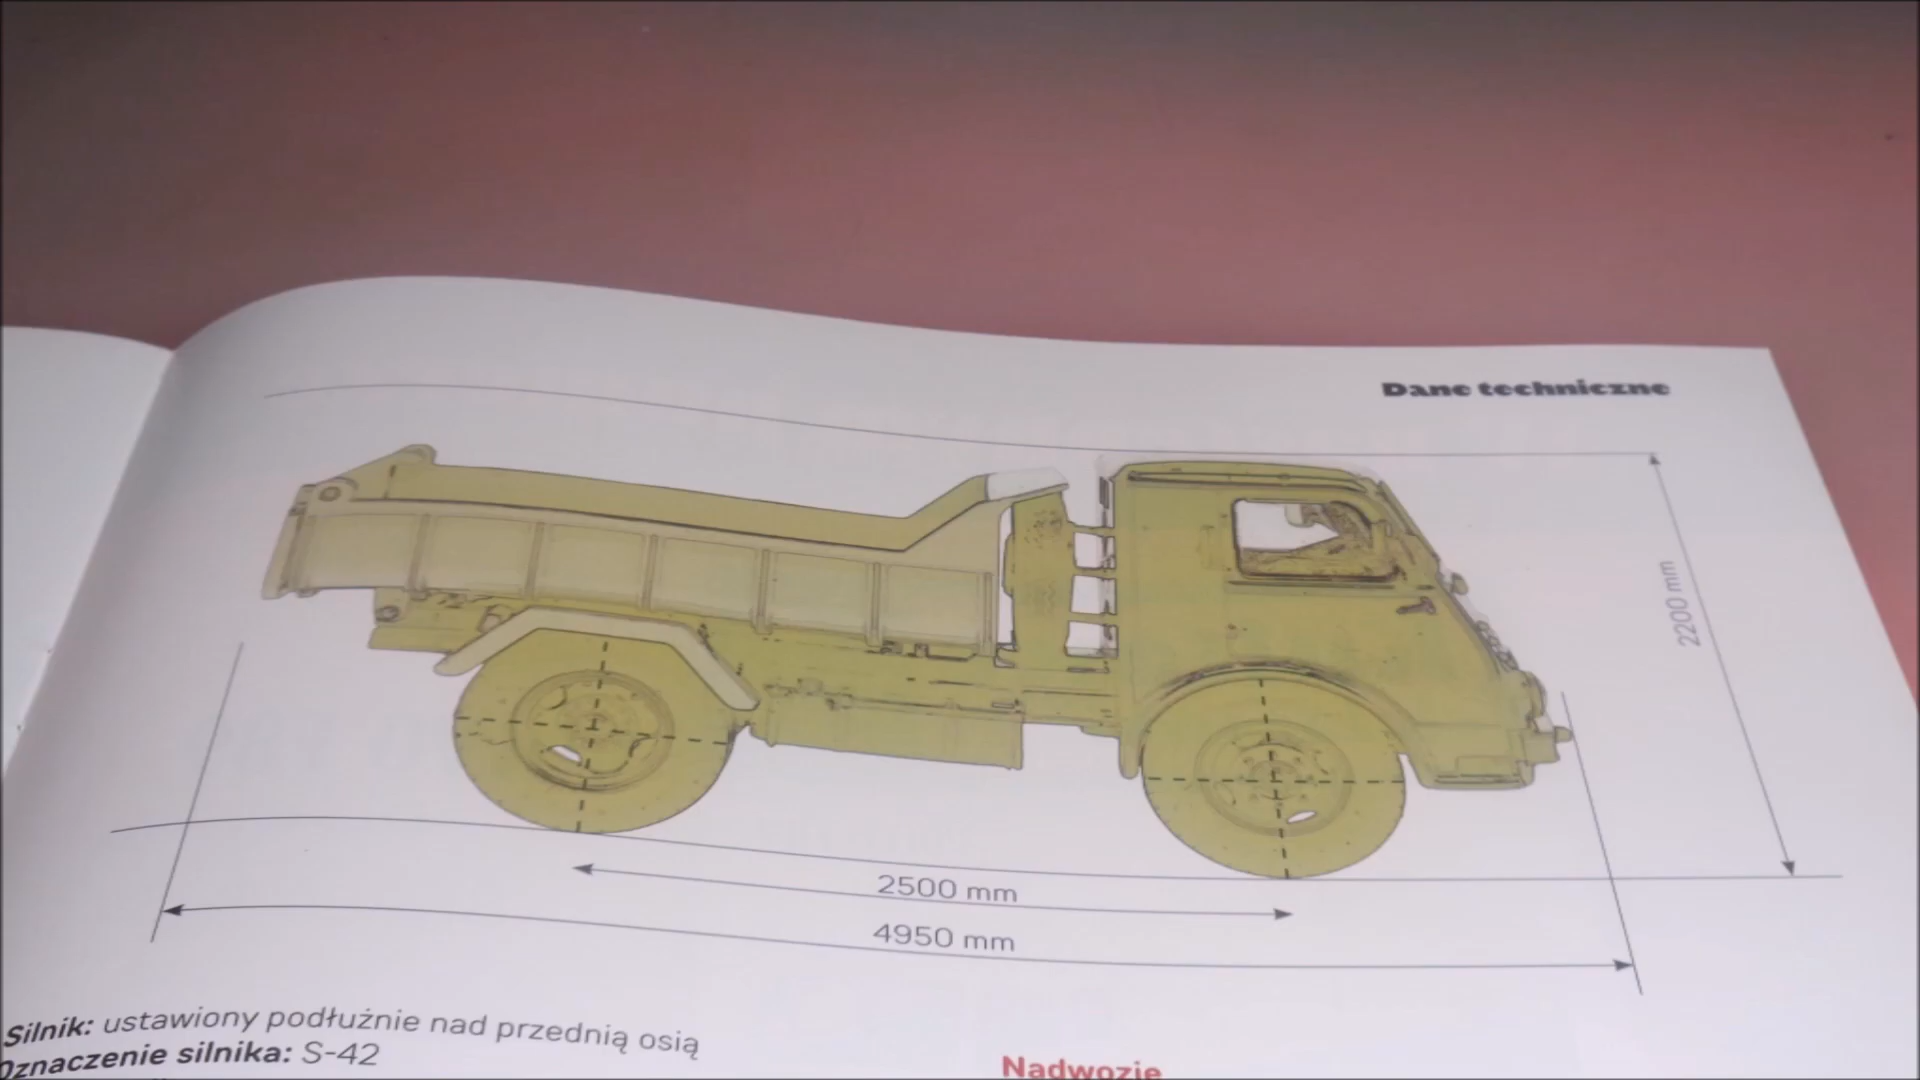 Dane techniczne
2200 mm
2500 mm
4950 mm
Silnik: ustawiony podłużnie nad przednią osią
Oznaczenie silnika: S-42
Nadwozie